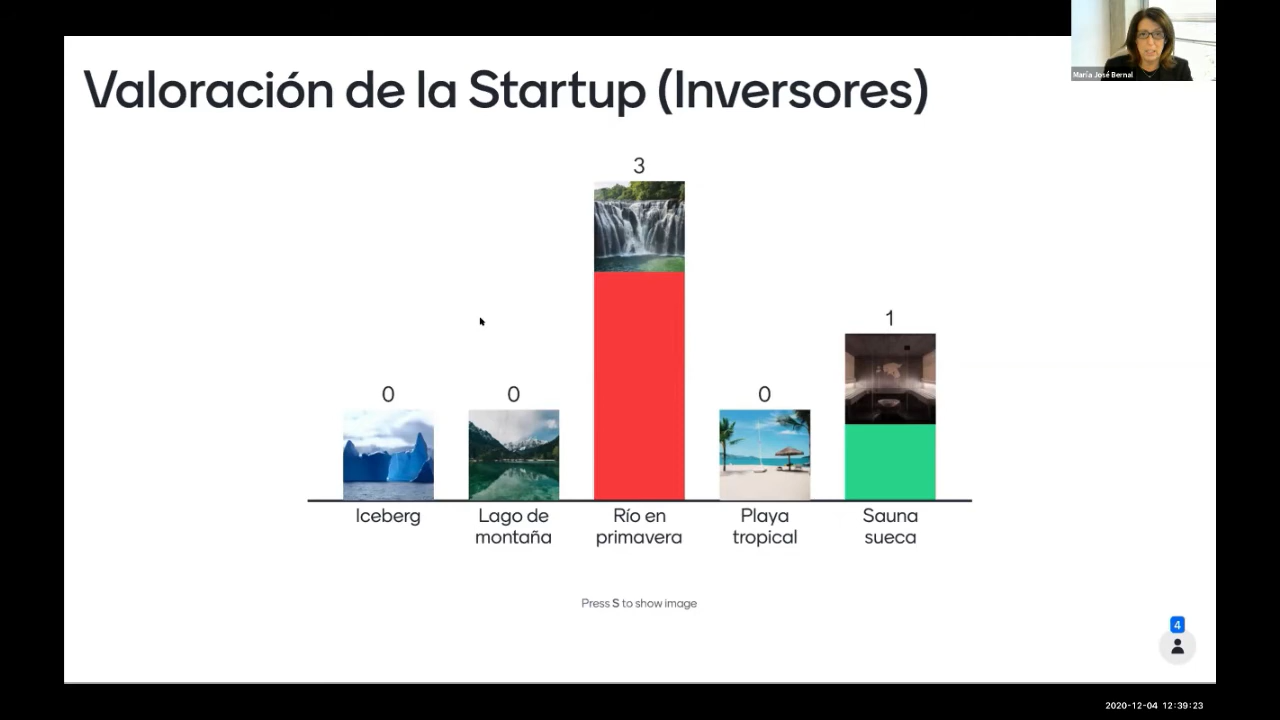 María José Bernal
Valoración de la Startup (Inversores)
3
1
0
0
0
Iceberg
Lago de
montaña
Río en
primavera
Playa
tropical
Sauna
sueca
Press S to show image
4
2020-12-04 12:39:23